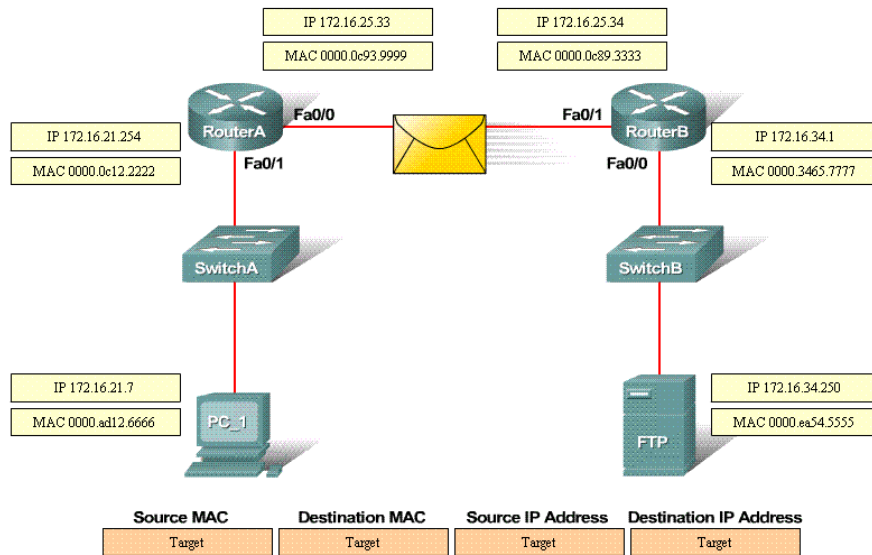 IP 172.16.25.33
IP 172.16.25.34
MAC 0000.0c93.9999
MAC 0000.0c89.3333
Fa0/0
Fa0/1
RouterA
RouterB
IP 172.16.21.254
IP 172.16.34.1
Fa0/1
Fa0/0
MAC 0000.0c12.2222
MAC 0000.3465.7777
SwitchA
SwitchB
IP 172.16.21.7
IP 172.16.34.250
MAC 0000.ad12.6666
MAC 0000.ea54.5555
PC_1
FTP
Source MAC Destination MAC Source IP Address Destination IP Address
Target Target Target Target